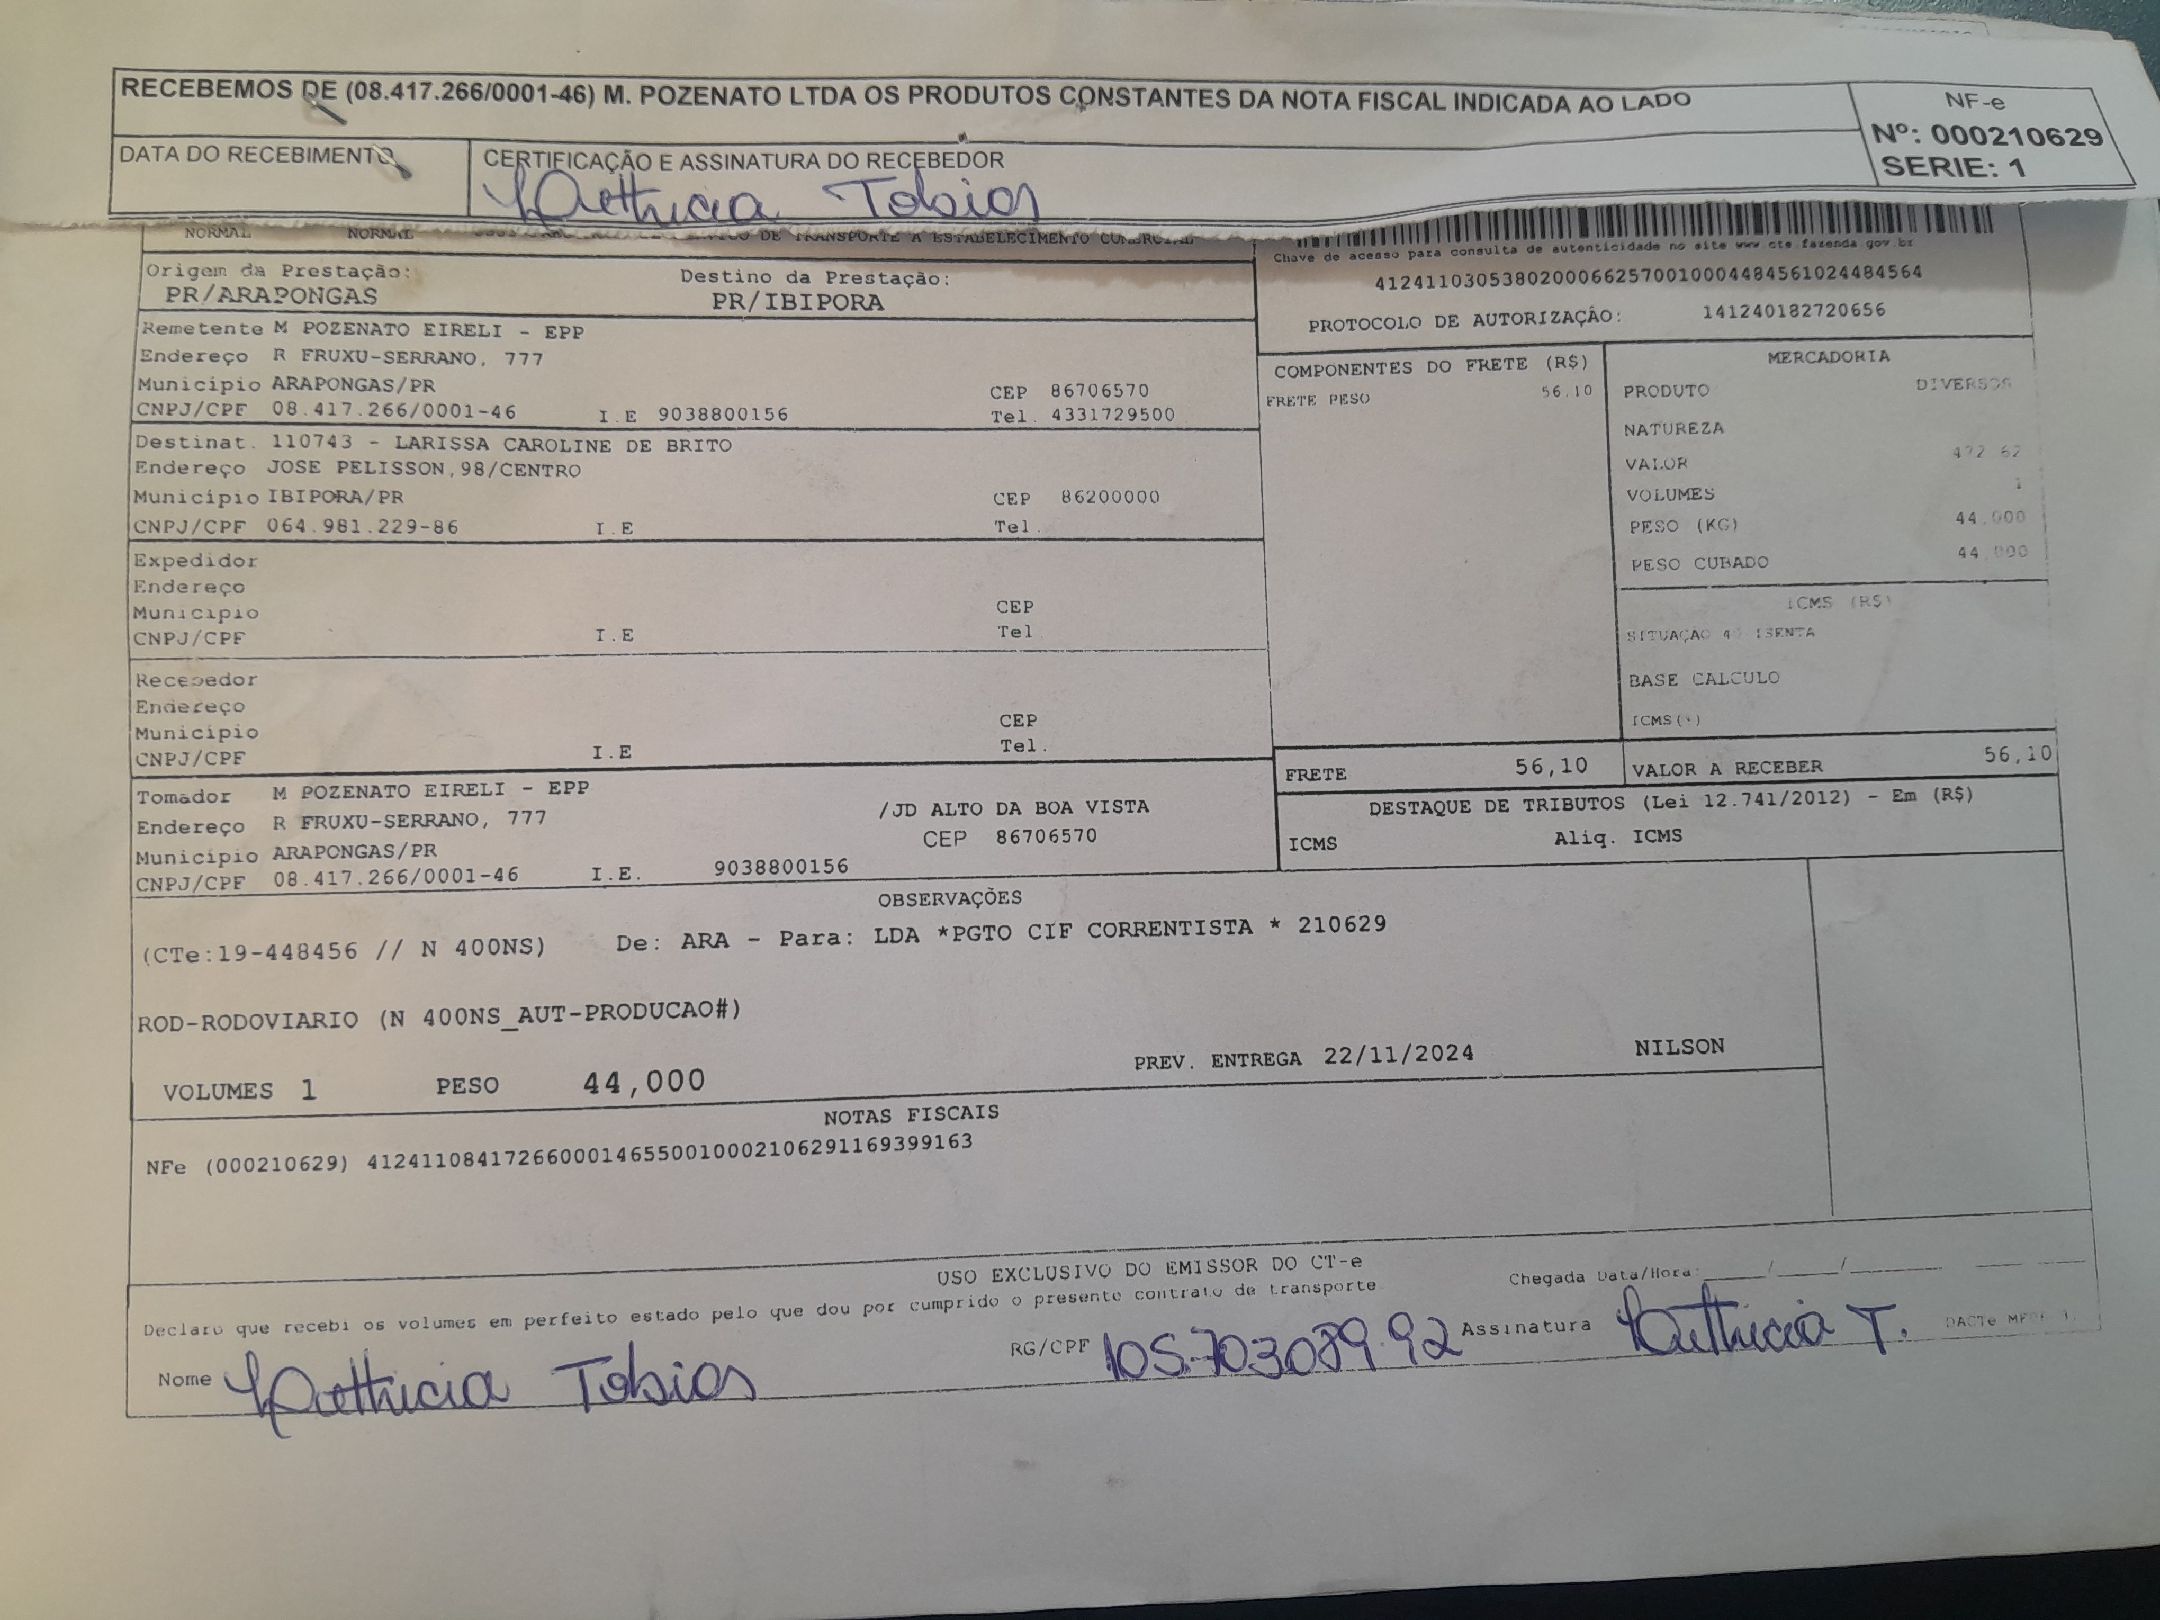 RECEBEMOS DE (08.417.266/0001-46) M. POZENATO LTDA OS PRODUTOS CONSTANTES DA NOTA FISCAL INDICADA AO LADO
NF-e
Nº: 000210629
SERIE: 1
DATA DO RECEBIMENTO
CERTIFICAÇÃO E ASSINATURA DO RECEBEDOR
Tobias
NORMAL NORMAL DE TRANSPORTE A ESTABELECIMENTO COMERCIAL
Chave de acesso para consulta de autenticidade no site www.cte.fazenda.gov.br
41241103053802000662570010004484561024484564
PROTOCOLO DE AUTORIZAÇÃO: 141240182720656
Origem da Prestação: Destino da Prestação:
PR/ARAPONGAS PR/IBIPORA
Remetente M POZENATO EIRELI - EPP
Endereço R FRUXU-SERRANO, 777
Município ARAPONGAS/PR CEP 86706570
CNPJ/CPF 08.417.266/0001-46 I.E 9038800156 Tel. 4331729500
Destinat. 110743 - LARISSA CAROLINE DE BRITO
Endereço JOSE PELISSON,98/CENTRO
Município IBIPORA/PR CEP 86200000
CNPJ/CPF 064.981.229-86 I.E Tel.
Expedidor
Endereço
Município CEP
CNPJ/CPF I.E Tel
Recebedor
Endereço
Município CEP
CNPJ/CPF I.E Tel.
Tomador M POZENATO EIRELI - EPP
Endereço R FRUXU-SERRANO, 777 /JD ALTO DA BOA VISTA
Município ARAPONGAS/PR CEP 86706570
CNPJ/CPF 08.417.266/0001-46 I.E. 9038800156
COMPONENTES DO FRETE (R$)
FRETE PESO 56,10
MERCADORIA
PRODUTO DIVERSOS
NATUREZA
VALOR 472,62
VOLUMES 1
PESO (KG) 44,000
PESO CUBADO 44,000
ICMS (R$)
SITUAÇÃO 40 ISENTA
BASE CALCULO
FRETE 56,10 VALOR A RECEBER 56,10
DESTAQUE DE TRIBUTOS (Lei 12.741/2012) - Em (R$)
ICMS Aliq. ICMS
OBSERVAÇÕES
(CTe:19-448456 // N 400NS) De: ARA - Para: LDA *PGTO CIF CORRENTISTA * 210629
ROD-RODOVIARIO (N 400NS_AUT-PRODUCAO#)
VOLUMES 1 PESO 44,000 PREV. ENTREGA 22/11/2024 NILSON
NOTAS FISCAIS
NFe (000210629) 41241108417266000146550010002106291169399163
USO EXCLUSIVO DO EMISSOR DO CT-e
Declaro que recebi os volumes em perfeito estado pelo que dou por cumprido o presente contrato de transporte.
Chegada Data/Hora: ____/____/____
Nome Tobias RG/CPF 105.703.089.92 Assinatura T.